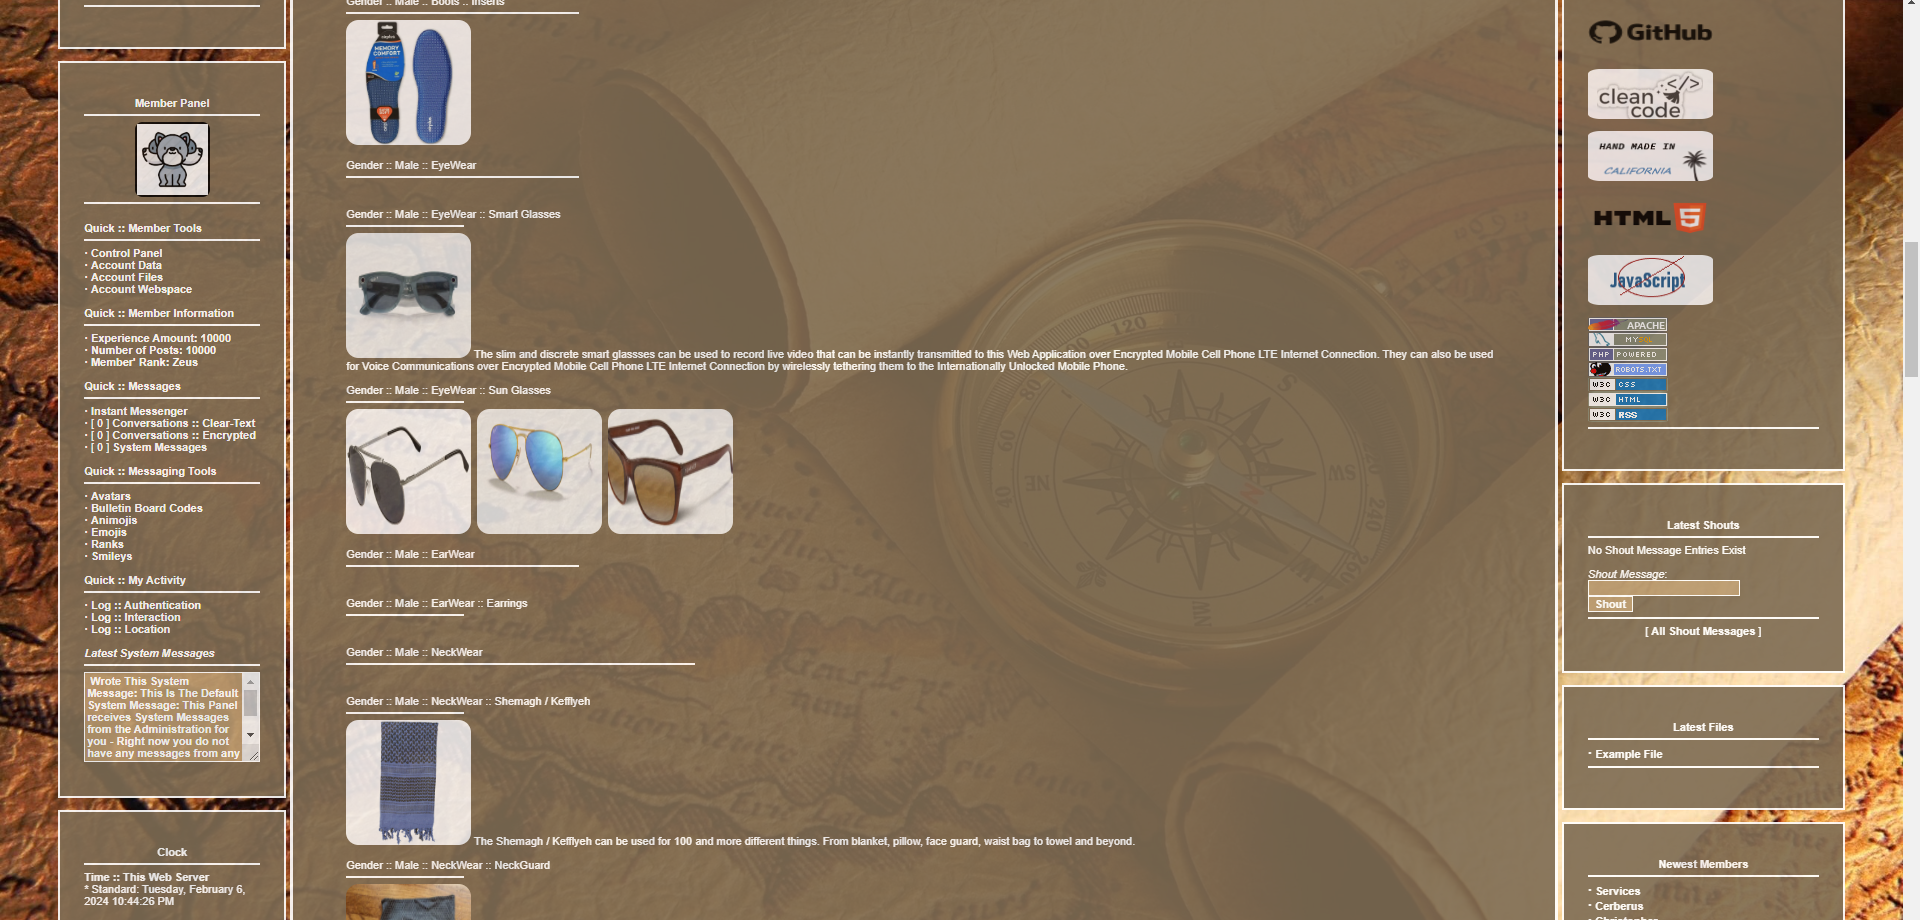 Member Panel
Quick :: Member Tools
· Control Panel
· Account Data
· Account Files
· Account Webspace
Quick :: Member Information
· Experience Amount: 10000
· Number of Posts: 10000
· Member' Rank: Zeus
Quick :: Messages
· Instant Messenger
· [ 0 ] Conversations :: Clear-Text
· [ 0 ] Conversations :: Encrypted
· [ 0 ] System Messages
Quick :: Messaging Tools
· Avatars
· Bulletin Board Codes
· Animojis
· Emojis
· Ranks
· Smileys
Quick :: My Activity
· Log :: Authentication
· Log :: Interaction
· Log :: Location
Latest System Messages
Wrote This System
Message: This Is The Default
System Message: This Panel
receives System Messages
from the Administration for
you - Right now you do not
have any messages from any
Clock
Time :: This Web Server
* Standard: Tuesday, February 6,
2024 10:44:26 PM
Gender :: Male :: Boots :: Inserts
MEMORY
COMFORT
Gender :: Male :: EyeWear
Gender :: Male :: EyeWear :: Smart Glasses
The slim and discrete smart glassses can be used to record live video that can be instantly transmitted to this Web Application over Encrypted Mobile Cell Phone LTE Internet Connection. They can also be used
for Voice Communications over Encrypted Mobile Cell Phone LTE Internet Connection by wirelessly tethering them to the Internationally Unlocked Mobile Phone.
Gender :: Male :: EyeWear :: Sun Glasses
Gender :: Male :: EarWear
Gender :: Male :: EarWear :: Earrings
Gender :: Male :: NeckWear
Gender :: Male :: NeckWear :: Shemagh / Kefflyeh
The Shemagh / Kefflyeh can be used for 100 and more different things. From blanket, pillow, face guard, waist bag to towel and beyond.
Gender :: Male :: NeckWear :: NeckGuard
120
60
40
240
NE
SW
S
N
NW
GitHub
</>
clean
code
HAND MADE IN
CALIFORNIA
HTML 5
JavaScript
APACHE
MYSQL
PHP POWERED
ROBOTS.TXT
W3C CSS
W3C HTML
W3C RSS
Latest Shouts
No Shout Message Entries Exist
Shout Message:
Shout
[ All Shout Messages ]
Latest Files
· Example File
Newest Members
· Services
· Cerberus
· Christopher